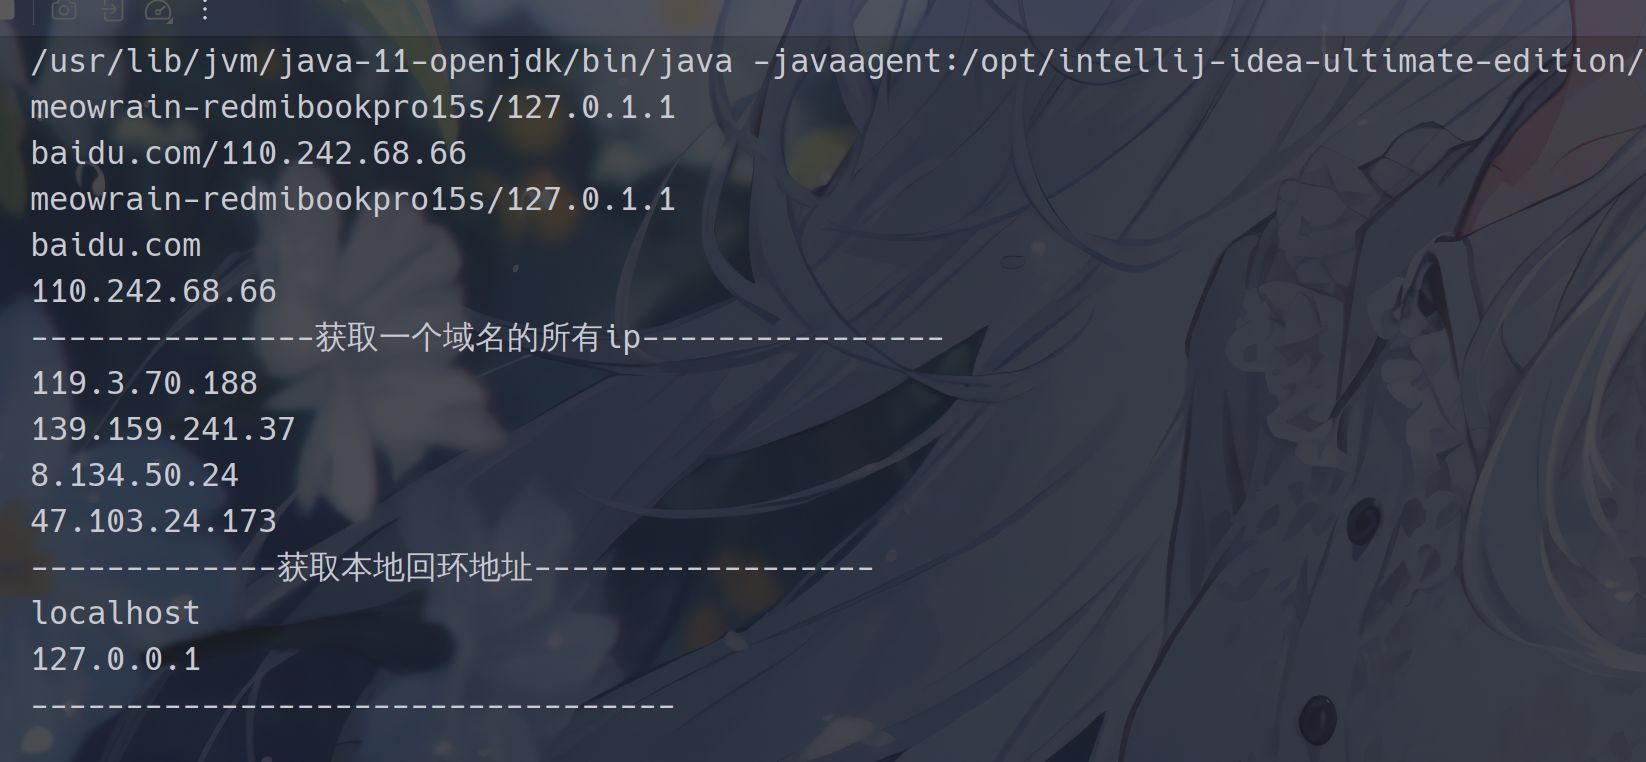 /usr/lib/jvm/java-11-openjdk/bin/java -javaagent:/opt/intellij-idea-ultimate-edition/
meowrain-redmibookpro15s/127.0.1.1
baidu.com/110.242.68.66
meowrain-redmibookpro15s/127.0.1.1
baidu.com
110.242.68.66
---------------获取一个域名的所有ip----------------
119.3.70.188
139.159.241.37
8.134.50.24
47.103.24.173
-------------获取本地回环地址------------------
localhost
127.0.0.1
----------------------------------